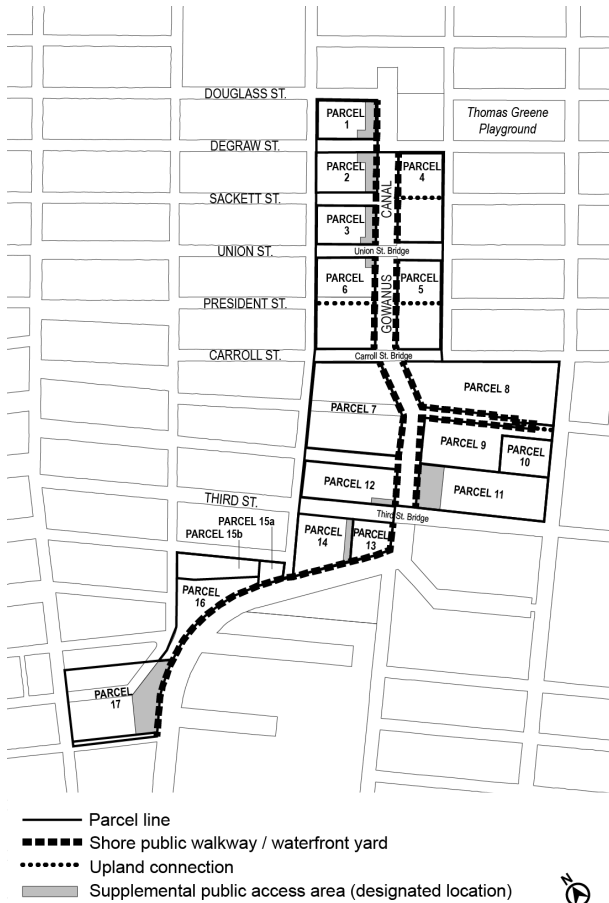 DOUGLASS ST.
PARCEL
1
Thomas Greene
Playground
DEGRAW ST.
PARCEL
2
PARCEL
4
CANAL
SACKETT ST.
PARCEL
3
UNION ST.
Union St. Bridge
PARCEL
6
PARCEL
5
GOWANUS
PRESIDENT ST.
CARROLL ST.
Carroll St. Bridge
PARCEL 8
PARCEL 7
PARCEL 9
PARCEL
10
PARCEL 12
PARCEL 11
THIRD ST.
Third St. Bridge
PARCEL 15a
PARCEL 15b
PARCEL
14
PARCEL
13
PARCEL
16
PARCEL
17
Parcel line
Shore public walkway / waterfront yard
Upland connection
Supplemental public access area (designated location)
N